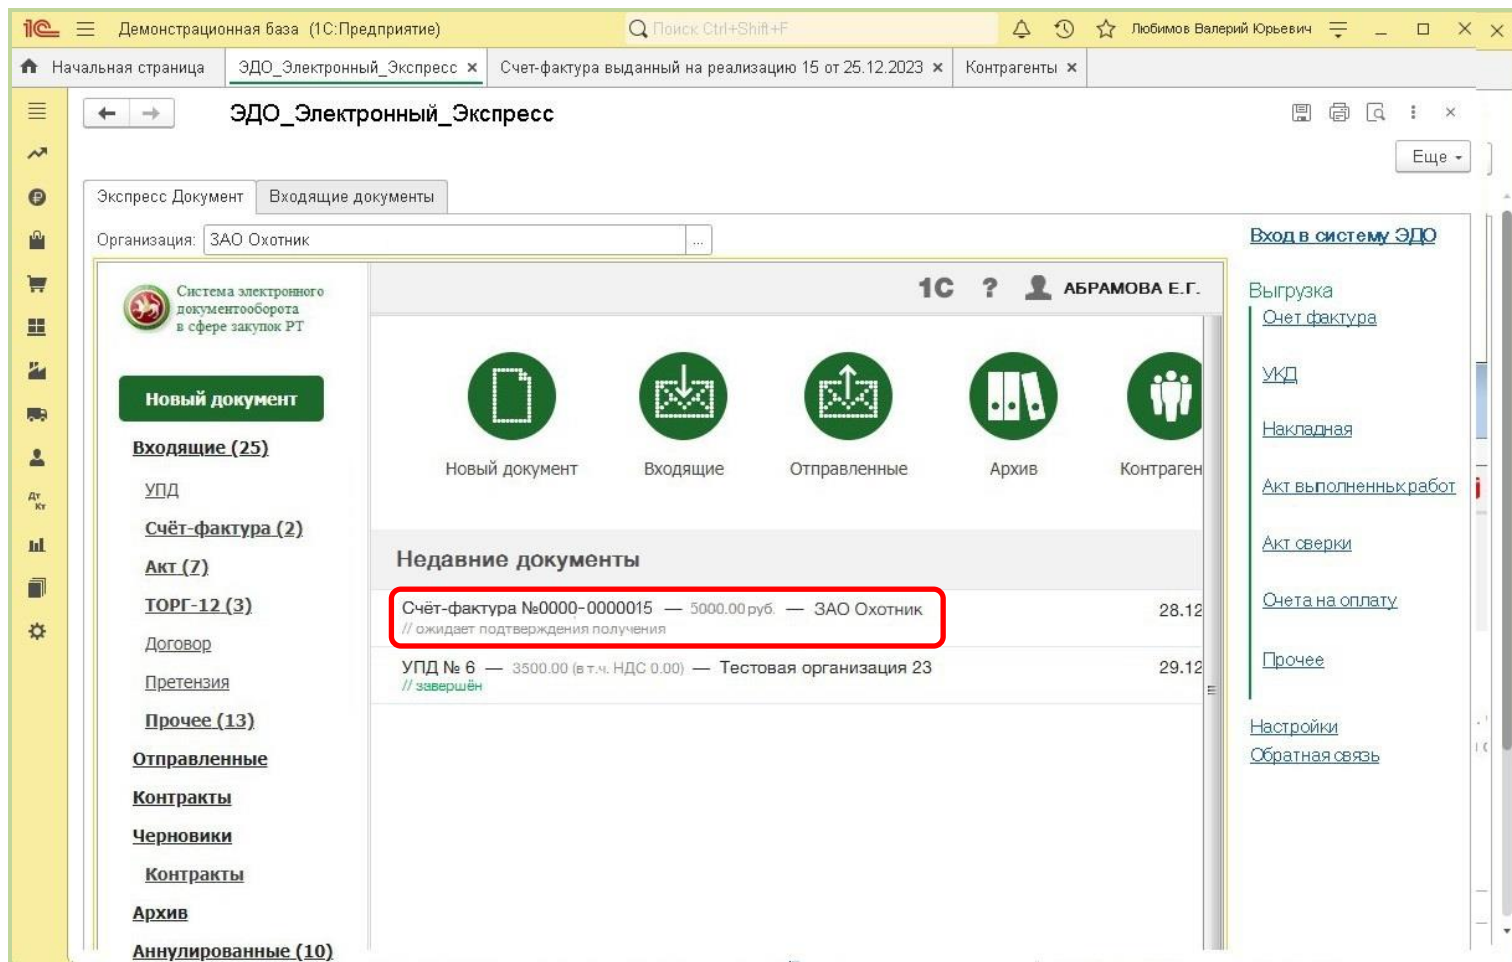 1С Демонстрационная база (1С:Предприятие) Поиск Ctrl+Shift+F Любимов Валерий Юрьевич
Начальная страница ЭДО_Электронный_Экспресс × Счет-фактура выданный на реализацию 15 от 25.12.2023 × Контрагенты ×
ЭДО_Электронный_Экспресс
Еще
Экспресс Документ Входящие документы
Организация: ЗАО Охотник ...
Вход в систему ЭДО
Система электронного
документооборота
в сфере закупок РТ
1С ? АБРАМОВА Е.Г.
Выгрузка
Счет фактура
УКД
Накладная
Акт выполненных работ
Акт сверки
Счета на оплату
Прочее
Настройки
Обратная связь
Новый документ
Входящие (25)
УПД
Счёт-фактура (2)
Акт (7)
ТОРГ-12 (3)
Договор
Претензия
Прочее (13)
Отправленные
Контракты
Черновики
Контракты
Архив
Аннулированные (10)
Новый документ Входящие Отправленные Архив Контраген
Недавние документы
Счёт-фактура №0000-0000015 — 5000.00 руб. — ЗАО Охотник 28.12
// ожидает подтверждения получения
УПД № 6 — 3500.00 (в т.ч. НДС 0.00) — Тестовая организация 23 29.12
// завершён
Дт
Кт